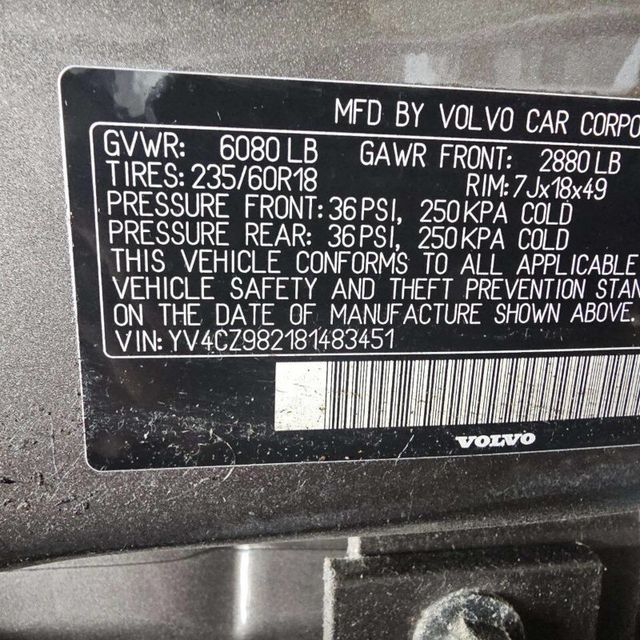 MFD BY VOLVO CAR CORPO
GVWR: 6080 LB GAWR FRONT: 2880 LB
TIRES: 235/60R18 RIM: 7Jx18x49
PRESSURE FRONT: 36 PSI, 250 KPA COLD
PRESSURE REAR: 36 PSI, 250 KPA COLD
THIS VEHICLE CONFORMS TO ALL APPLICABLE
VEHICLE SAFETY AND THEFT PREVENTION STAN
ON THE DATE OF MANUFACTURE SHOWN ABOVE.
VIN: YV4CZ982181483451
VOLVO